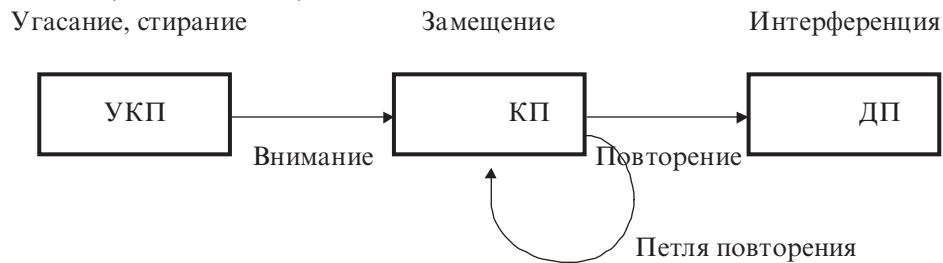 Угасание, стирание Замещение Интерференция
УКП КП ДП
Внимание Повторение
Петля повторения